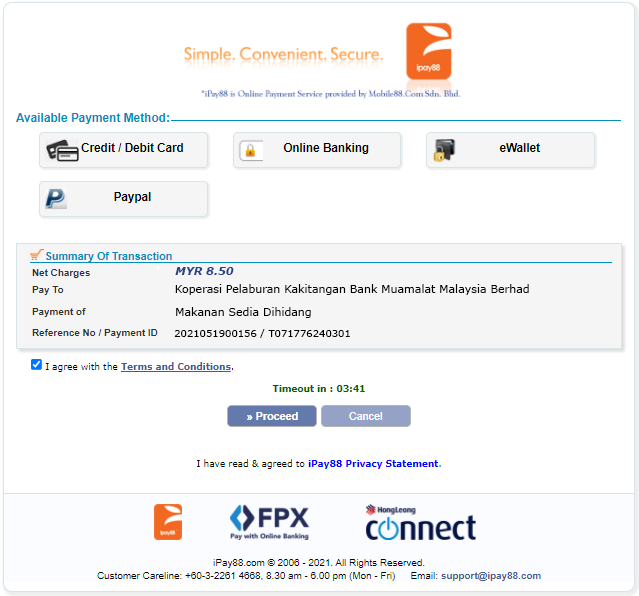 Simple. Convenient. Secure.
ipay88
*iPay88 is Online Payment Service provided by Mobile88.Com Sdn. Bhd.
Available Payment Method:
Credit / Debit Card
Online Banking
eWallet
Paypal
Summary Of Transaction
Net Charges MYR 8.50
Pay To Koperasi Pelaburan Kakitangan Bank Muamalat Malaysia Berhad
Payment of Makanan Sedia Dihidang
Reference No / Payment ID 2021051900156 / T071776240301
I agree with the Terms and Conditions.
Timeout in : 03:41
» Proceed
Cancel
I have read & agreed to iPay88 Privacy Statement.
ipay88
FPX
Pay with Online Banking
HongLeong
connect
iPay88.com © 2006 - 2021. All Rights Reserved.
Customer Careline: +60-3-2261 4668, 8.30 am - 6.00 pm (Mon - Fri) Email: support@ipay88.com